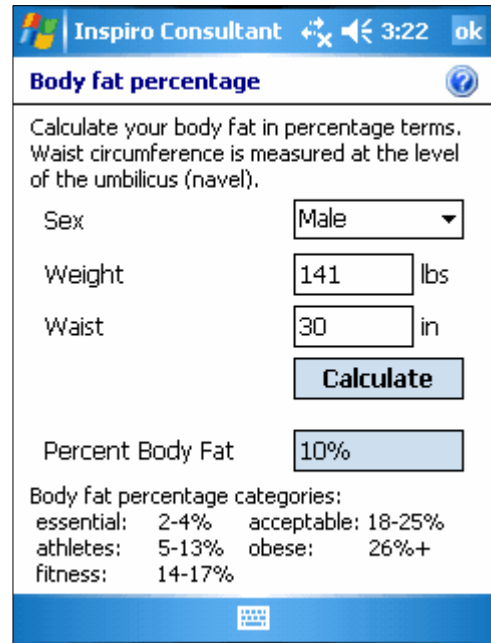 Inspiro Consultant 3:22 ok
Body fat percentage ?
Calculate your body fat in percentage terms.
Waist circumference is measured at the level
of the umbilicus (navel).
Sex Male
Weight 141 lbs
Waist 30 in
Calculate
Percent Body Fat 10%
Body fat percentage categories:
essential: 2-4% acceptable: 18-25%
athletes: 5-13% obese: 26%+
fitness: 14-17%